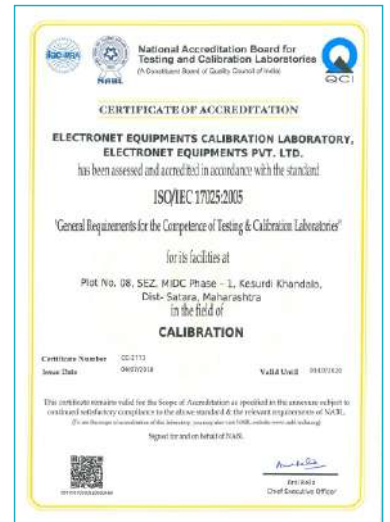 National Accreditation Board for
Testing and Calibration Laboratories
(A Constituent Board of Quality Council of India)
NABL
QCI
CERTIFICATE OF ACCREDITATION
ELECTRONET EQUIPMENTS CALIBRATION LABORATORY,
ELECTRONET EQUIPMENTS PVT. LTD.
has been assessed and accredited in accordance with the standard
ISO/IEC 17025:2005
"General Requirements for the Competence of Testing & Calibration Laboratories"
for its facilities at
Plot No. 08, SEZ, MIDC Phase - 1, Kesurdi Khandala,
Dist- Satara, Maharashtra
in the field of
CALIBRATION
Certificate Number
Issue Date
Valid Until
This certificate remains valid for the Scope of Accreditation as specified in the annexure subject to
continued satisfactory compliance to the above standard & the relevant requirements of NABL.
Signed for and on behalf of NABL
Chief Executive Officer